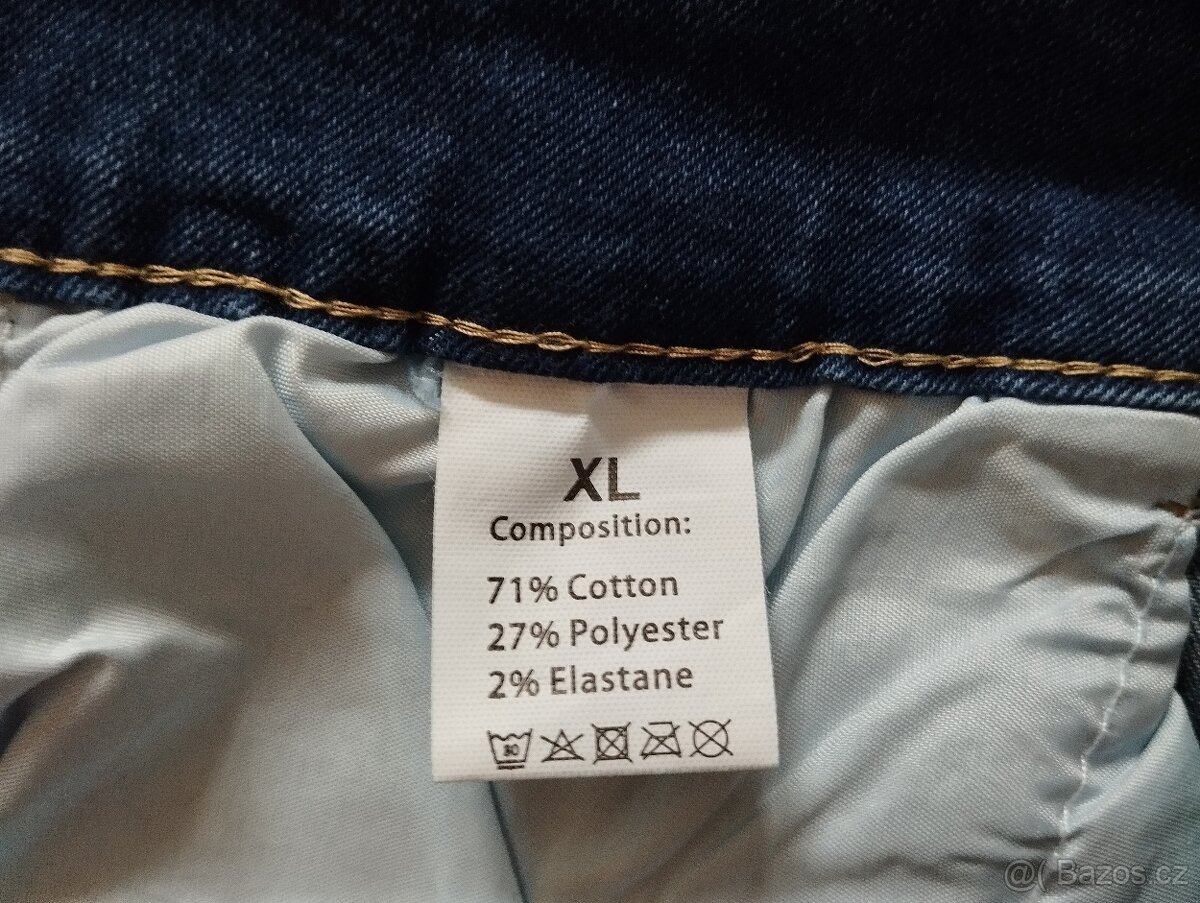 XL
Composition:
71% Cotton
27% Polyester
2% Elastane
@( Bazos.cz